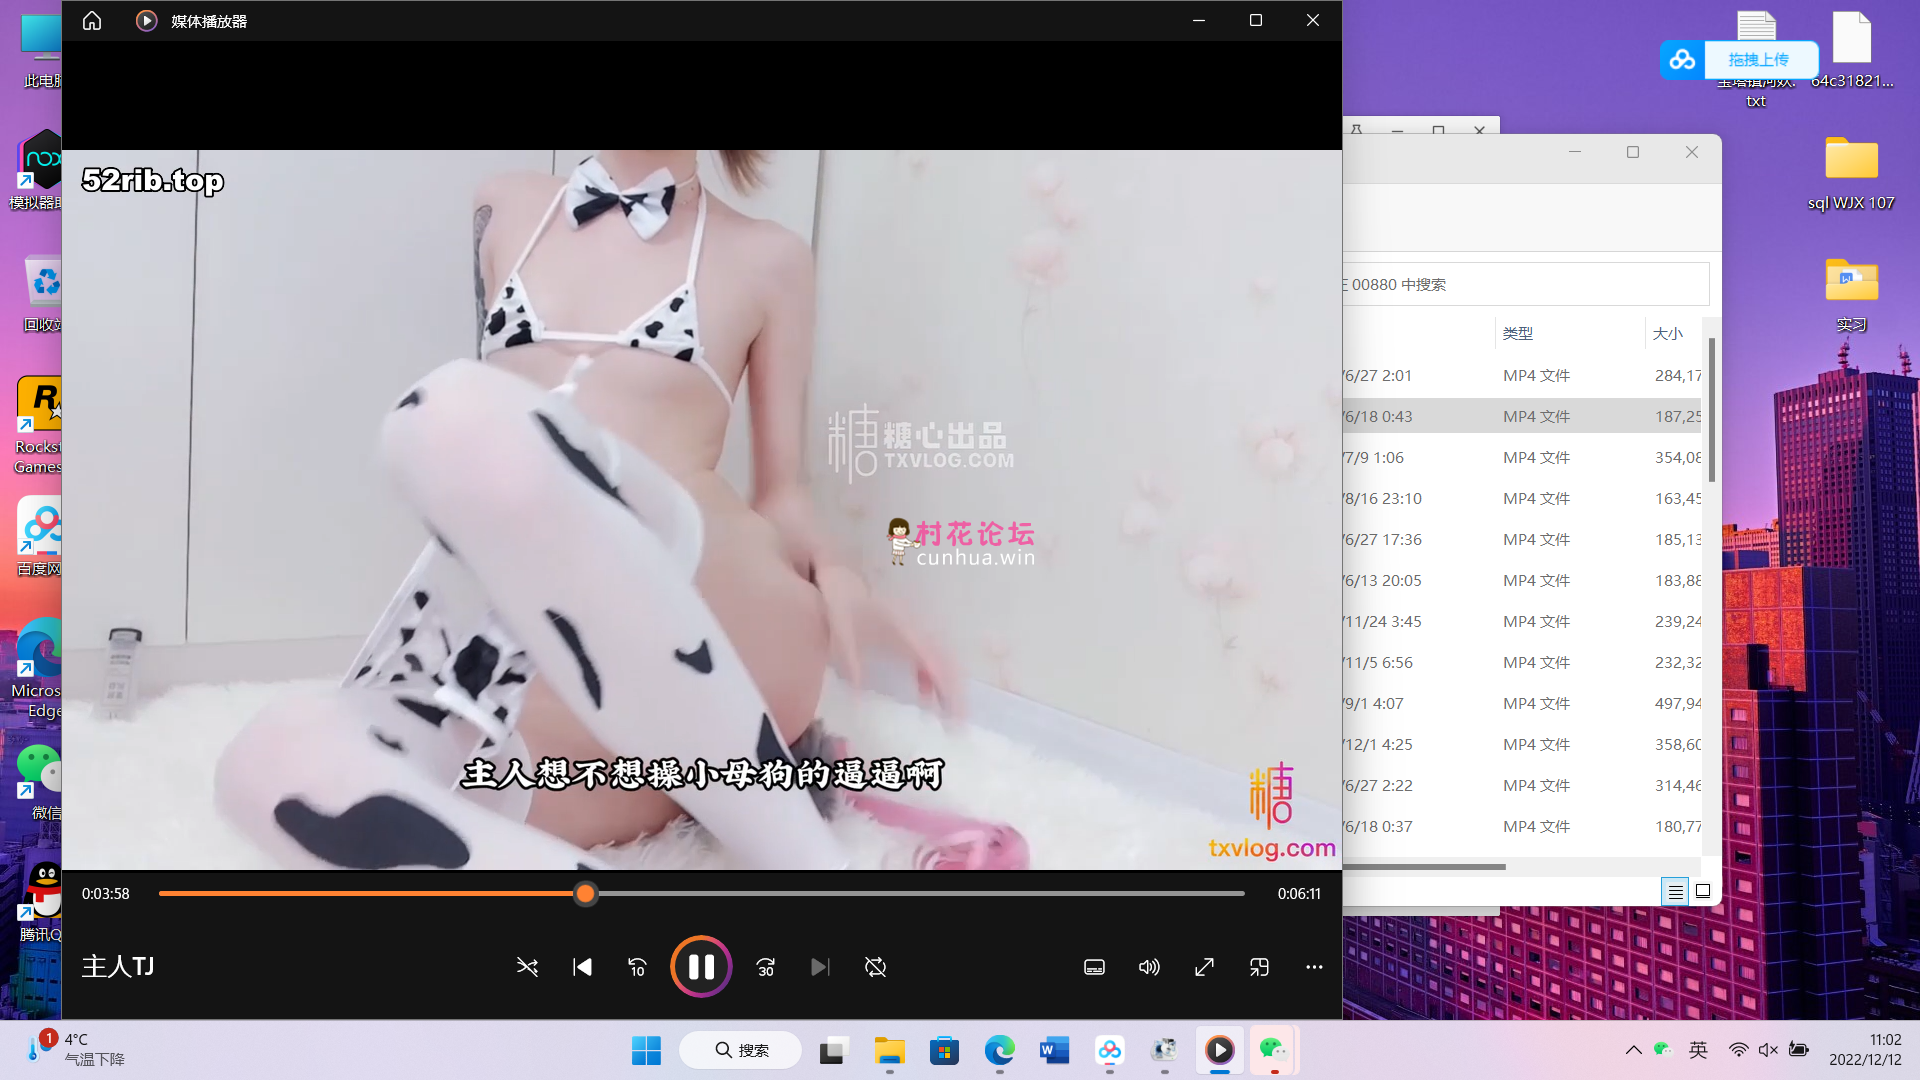 媒体播放器
52rib.top
糖心出品
TXVLOG.COM
村花论坛
cunhua.win
主人想不想操小母狗的逼逼啊
糖
txvlog.com
0:03:58
0:06:11
主人TJ
10
30
模拟器助
回收站
Rockst
Games
百度网
Micros
Edge
微信
腾讯Q
拖拽上传
txt
64c31821...
sql WJX 107
实习
00880 中搜索
类型
大小
/6/27 2:01
MP4 文件
284,17
/6/18 0:43
MP4 文件
187,25
/7/9 1:06
MP4 文件
354,08
/8/16 23:10
MP4 文件
163,45
/6/27 17:36
MP4 文件
185,13
/6/13 20:05
MP4 文件
183,88
/11/24 3:45
MP4 文件
239,24
/11/5 6:56
MP4 文件
232,32
/9/1 4:07
MP4 文件
497,94
/12/1 4:25
MP4 文件
358,60
/6/27 2:22
MP4 文件
314,46
/6/18 0:37
MP4 文件
180,77
1
4°C
气温下降
搜索
英
11:02
2022/12/12